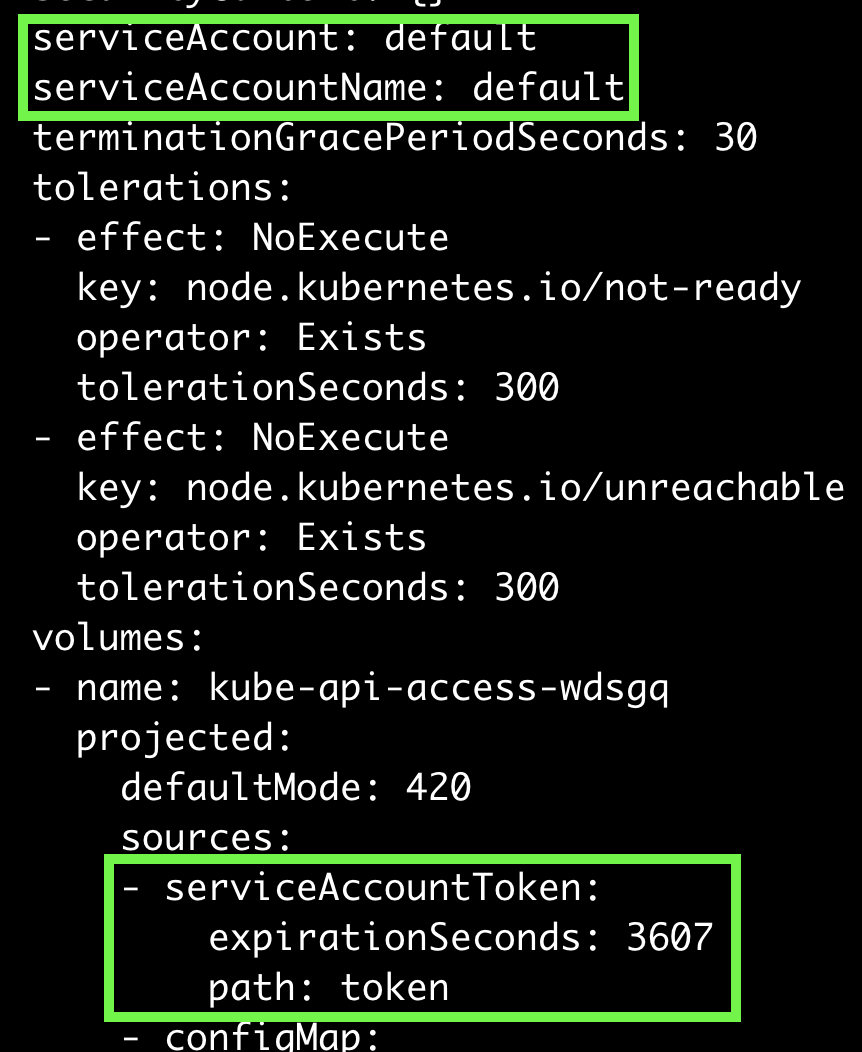 securityContext: {}
serviceAccount: default
serviceAccountName: default
terminationGracePeriodSeconds: 30
tolerations:
- effect: NoExecute
  key: node.kubernetes.io/not-ready
  operator: Exists
  tolerationSeconds: 300
- effect: NoExecute
  key: node.kubernetes.io/unreachable
  operator: Exists
  tolerationSeconds: 300
volumes:
- name: kube-api-access-wdsgq
  projected:
    defaultMode: 420
    sources:
    - serviceAccountToken:
        expirationSeconds: 3607
        path: token
    - configMap: